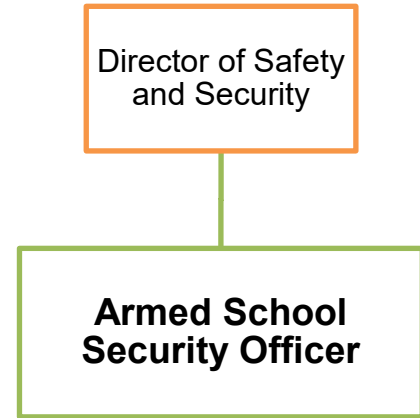 Director of Safety
and Security
Armed School
Security Officer